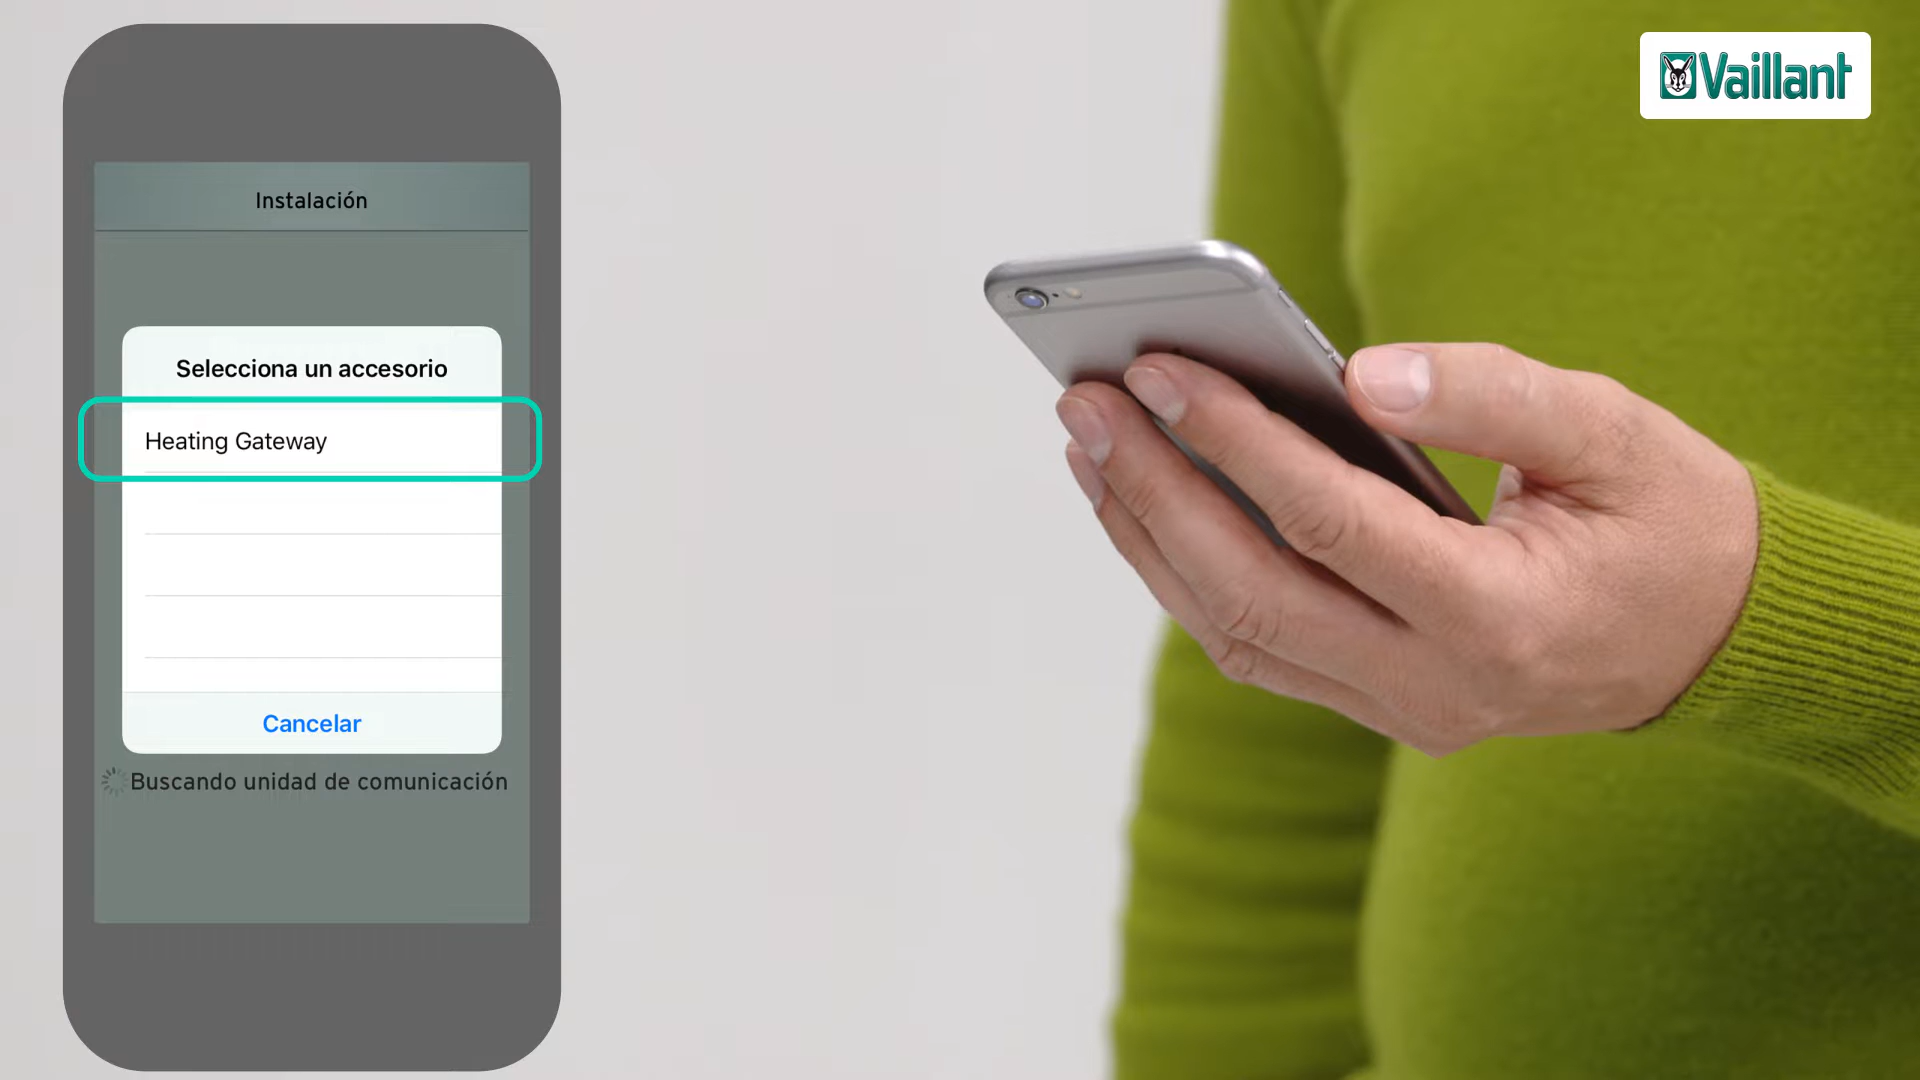 Vaillant
Instalación
Selecciona un accesorio
Heating Gateway
Cancelar
Buscando unidad de comunicación